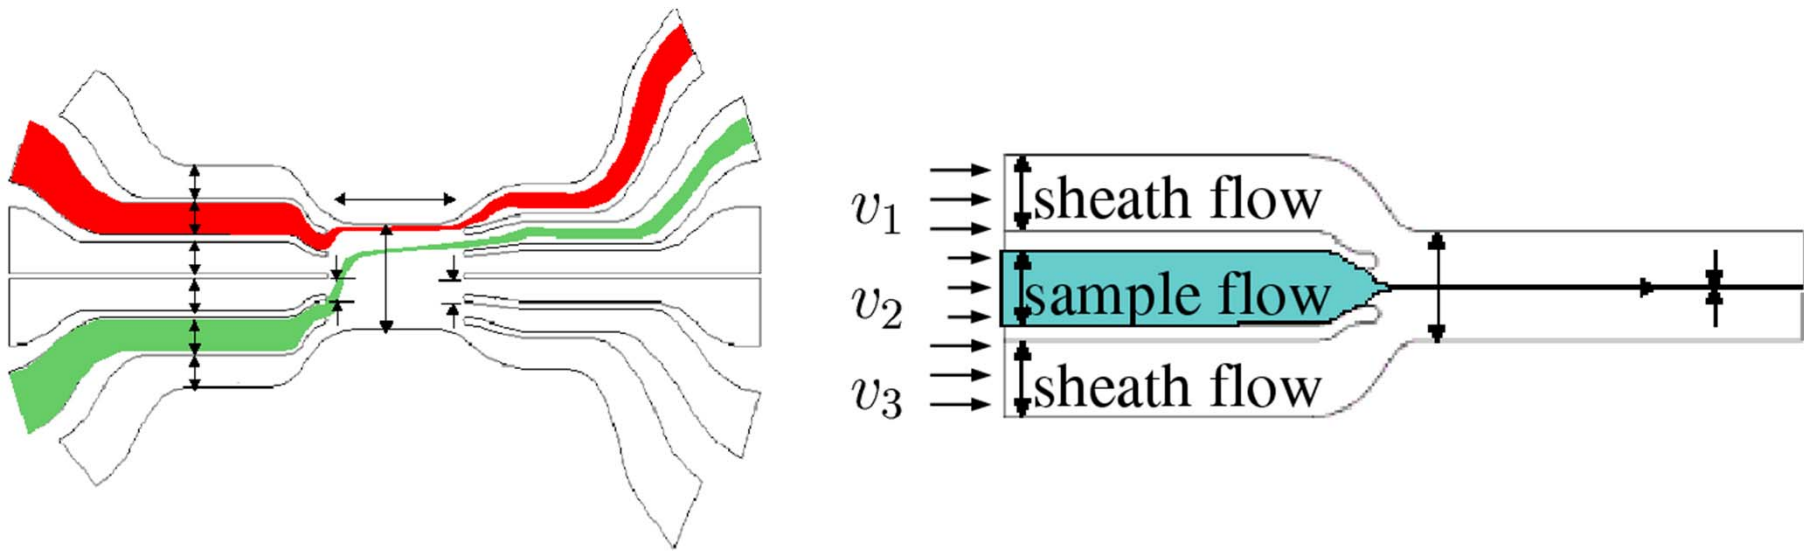 v₁ sheath flow
v₂ sample flow
v₃ sheath flow